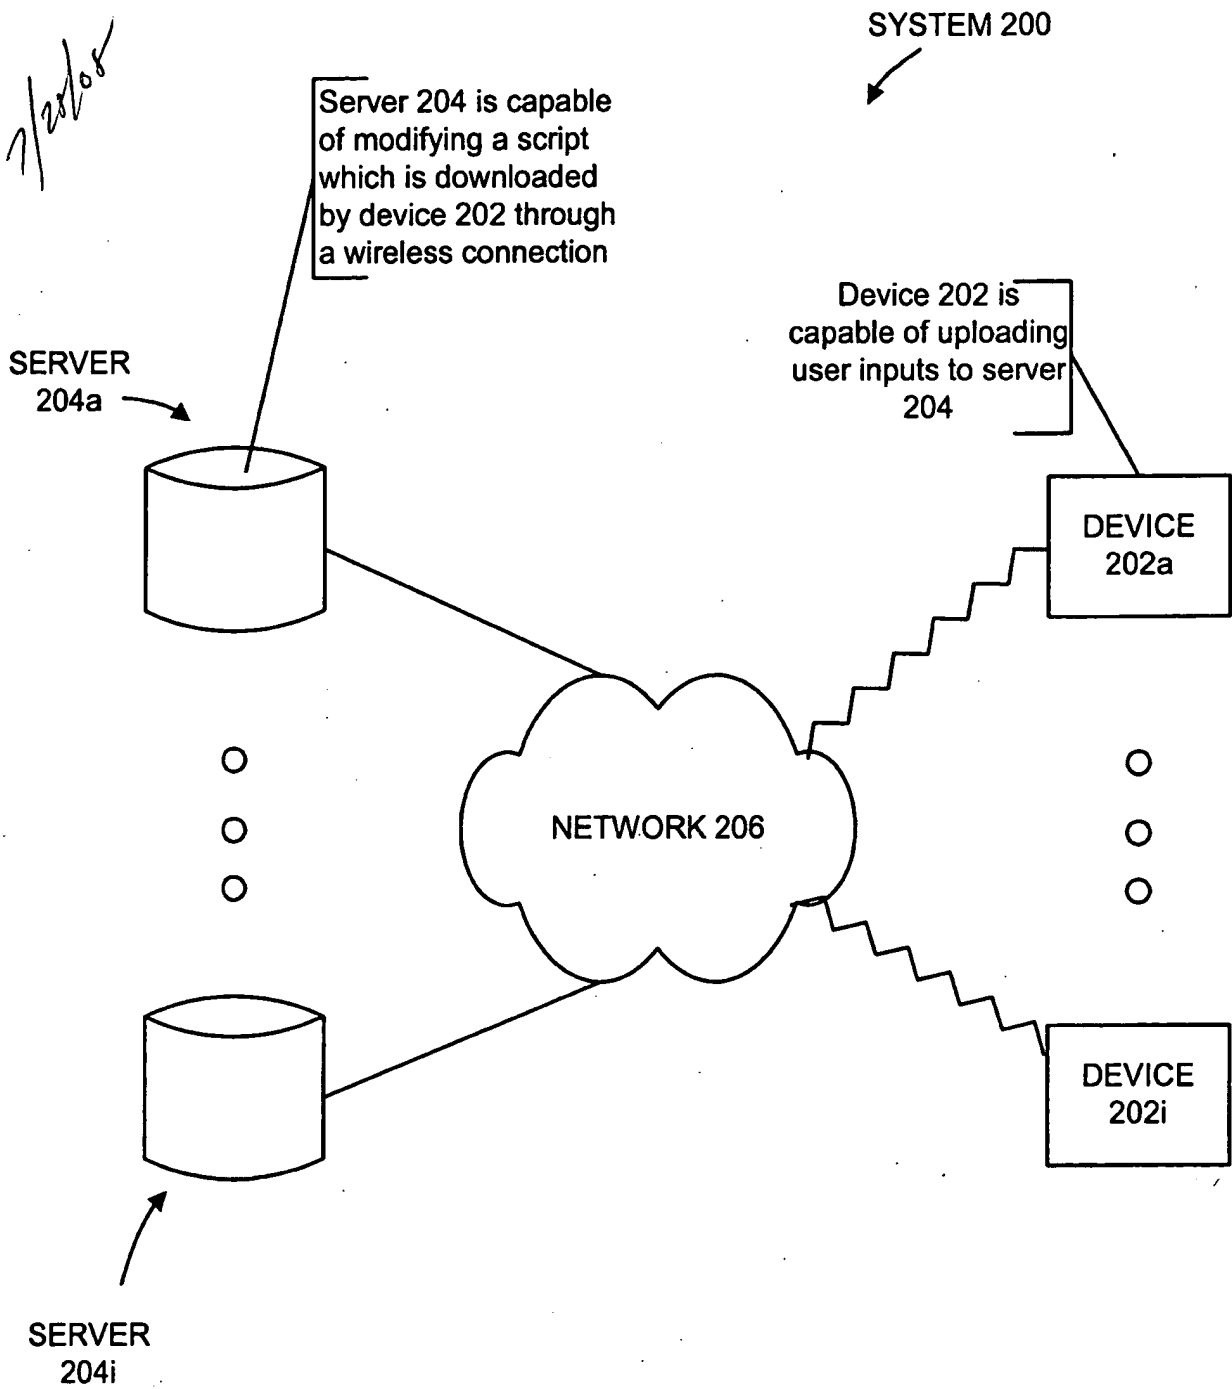 SYSTEM 200
7/28/08
Server 204 is capable
of modifying a script
which is downloaded
by device 202 through
a wireless connection
Device 202 is
capable of uploading
user inputs to server
204
SERVER
204a
DEVICE
202a
NETWORK 206
DEVICE
202i
SERVER
204i